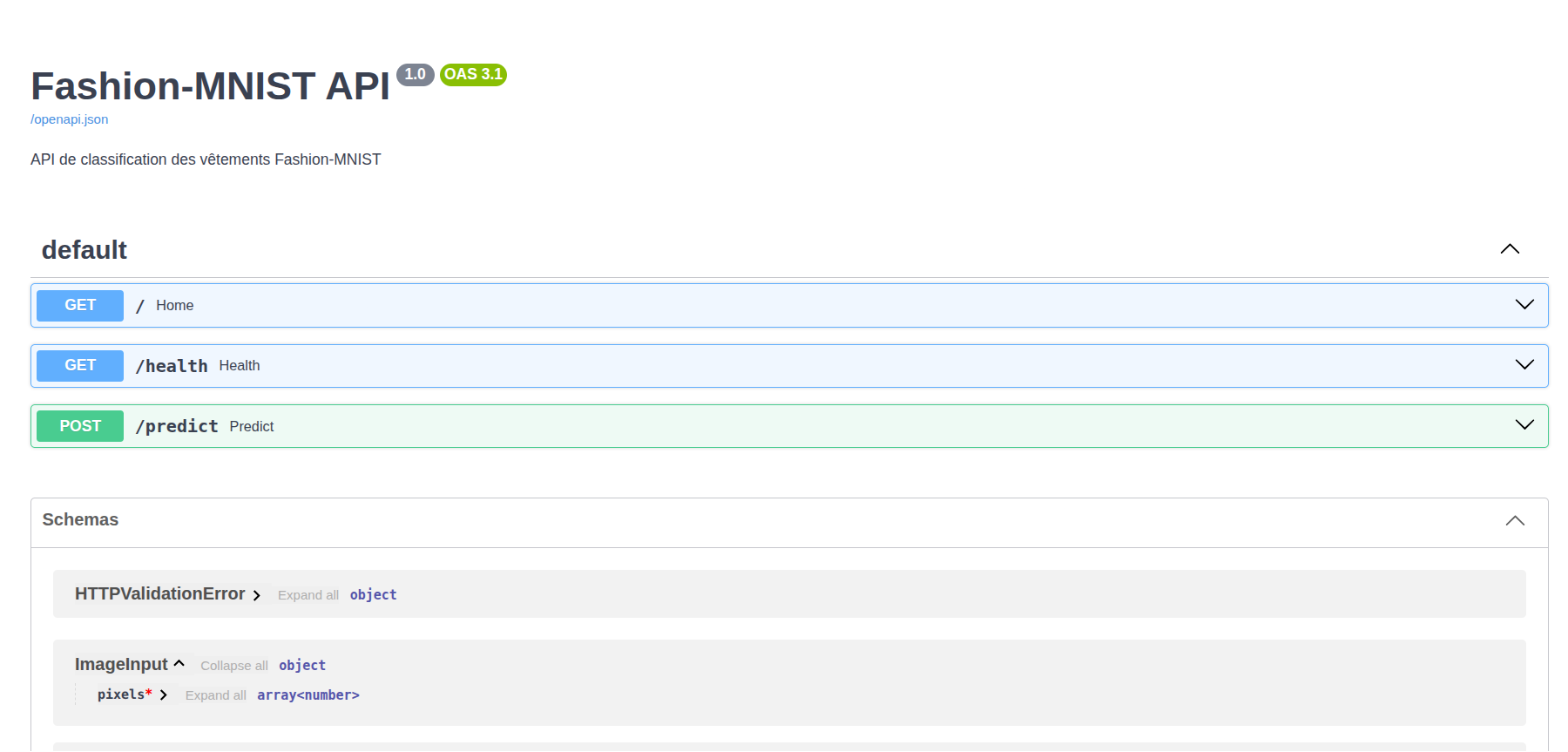 Fashion-MNIST API 1.0 OAS 3.1
/openapi.json
API de classification des vêtements Fashion-MNIST
default
GET / Home
GET /health Health
POST /predict Predict
Schemas
HTTPValidationError Expand all object
ImageInput Collapse all object
pixels* Expand all array<number>